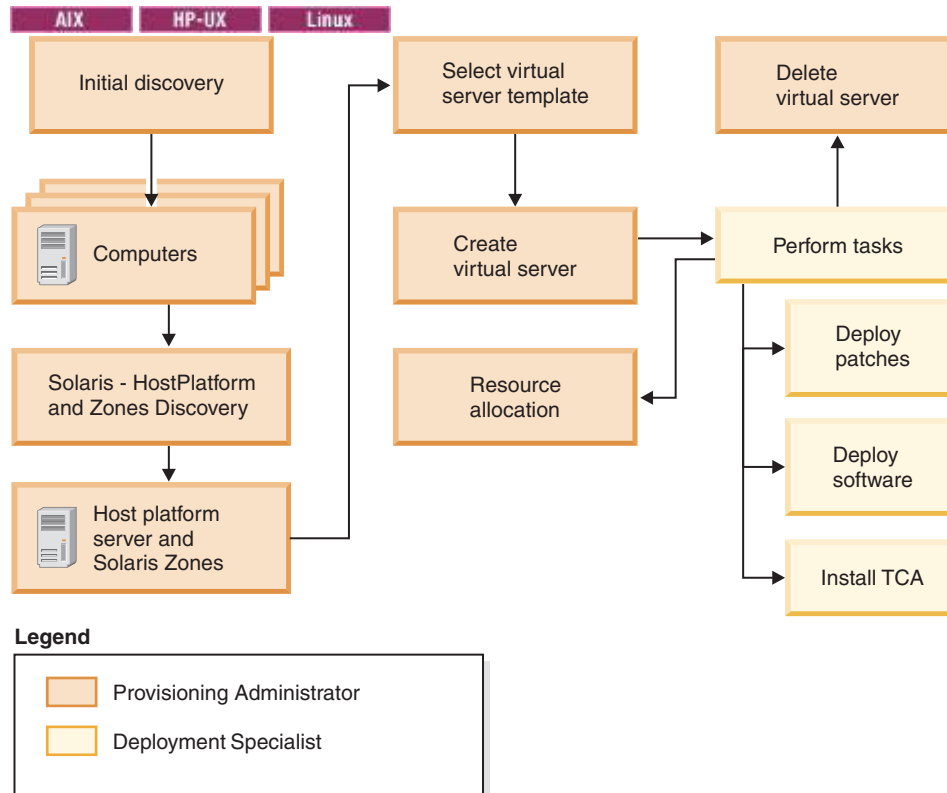 AIX
HP-UX
Linux
Initial discovery
Computers
Solaris - HostPlatform
and Zones Discovery
Host platform
server and
Solaris Zones
Select virtual
server template
Create
virtual server
Resource
allocation
Delete
virtual server
Perform tasks
Deploy
patches
Deploy
software
Install TCA
Legend
Provisioning Administrator
Deployment Specialist